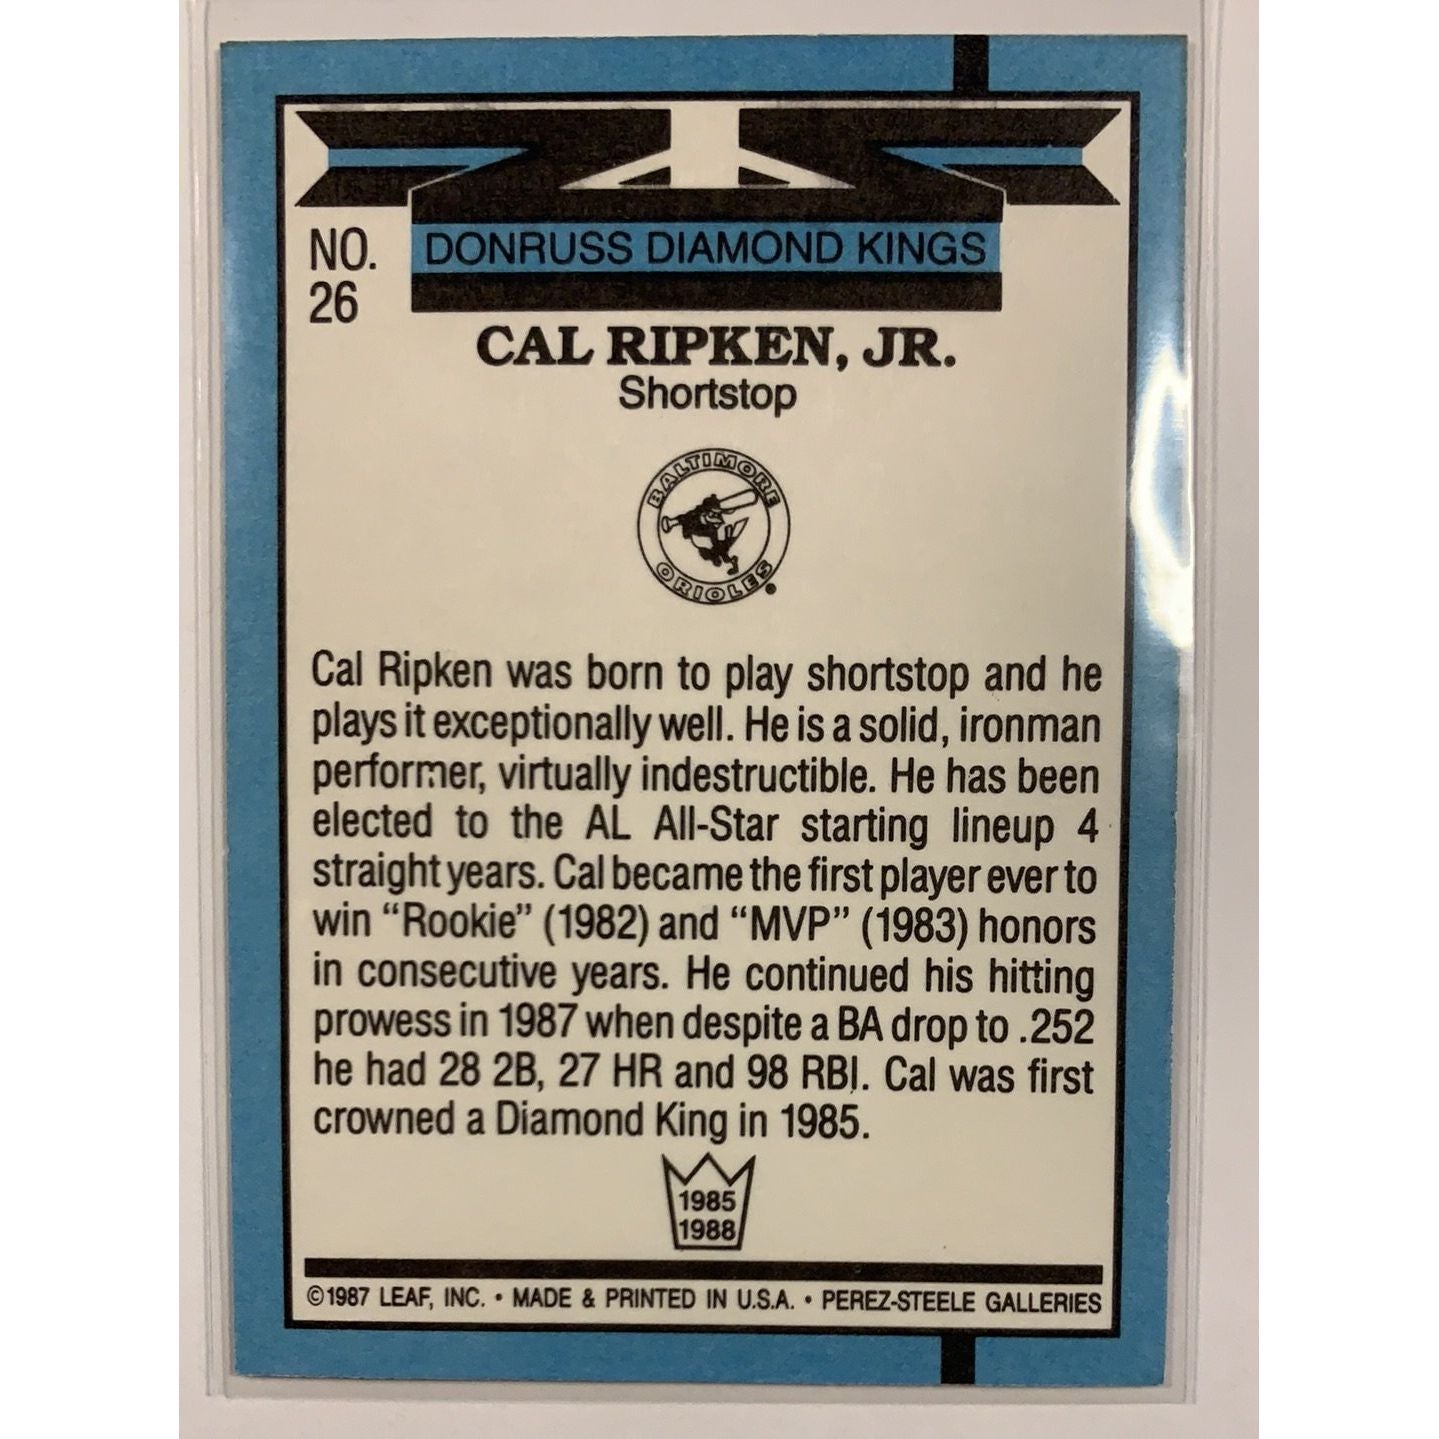 NO.
26
DONRUSS DIAMOND KINGS
CAL RIPKEN, JR.
Shortstop
BALTIMORE
ORIOLES
Cal Ripken was born to play shortstop and he
plays it exceptionally well. He is a solid, ironman
performer, virtually indestructible. He has been
elected to the AL All-Star starting lineup 4
straight years. Cal became the first player ever to
win “Rookie” (1982) and “MVP” (1983) honors
in consecutive years. He continued his hitting
prowess in 1987 when despite a BA drop to .252
he had 28 2B, 27 HR and 98 RBI. Cal was first
crowned a Diamond King in 1985.
1985
1988
©1987 LEAF, INC. • MADE & PRINTED IN U.S.A. • PEREZ-STEELE GALLERIES